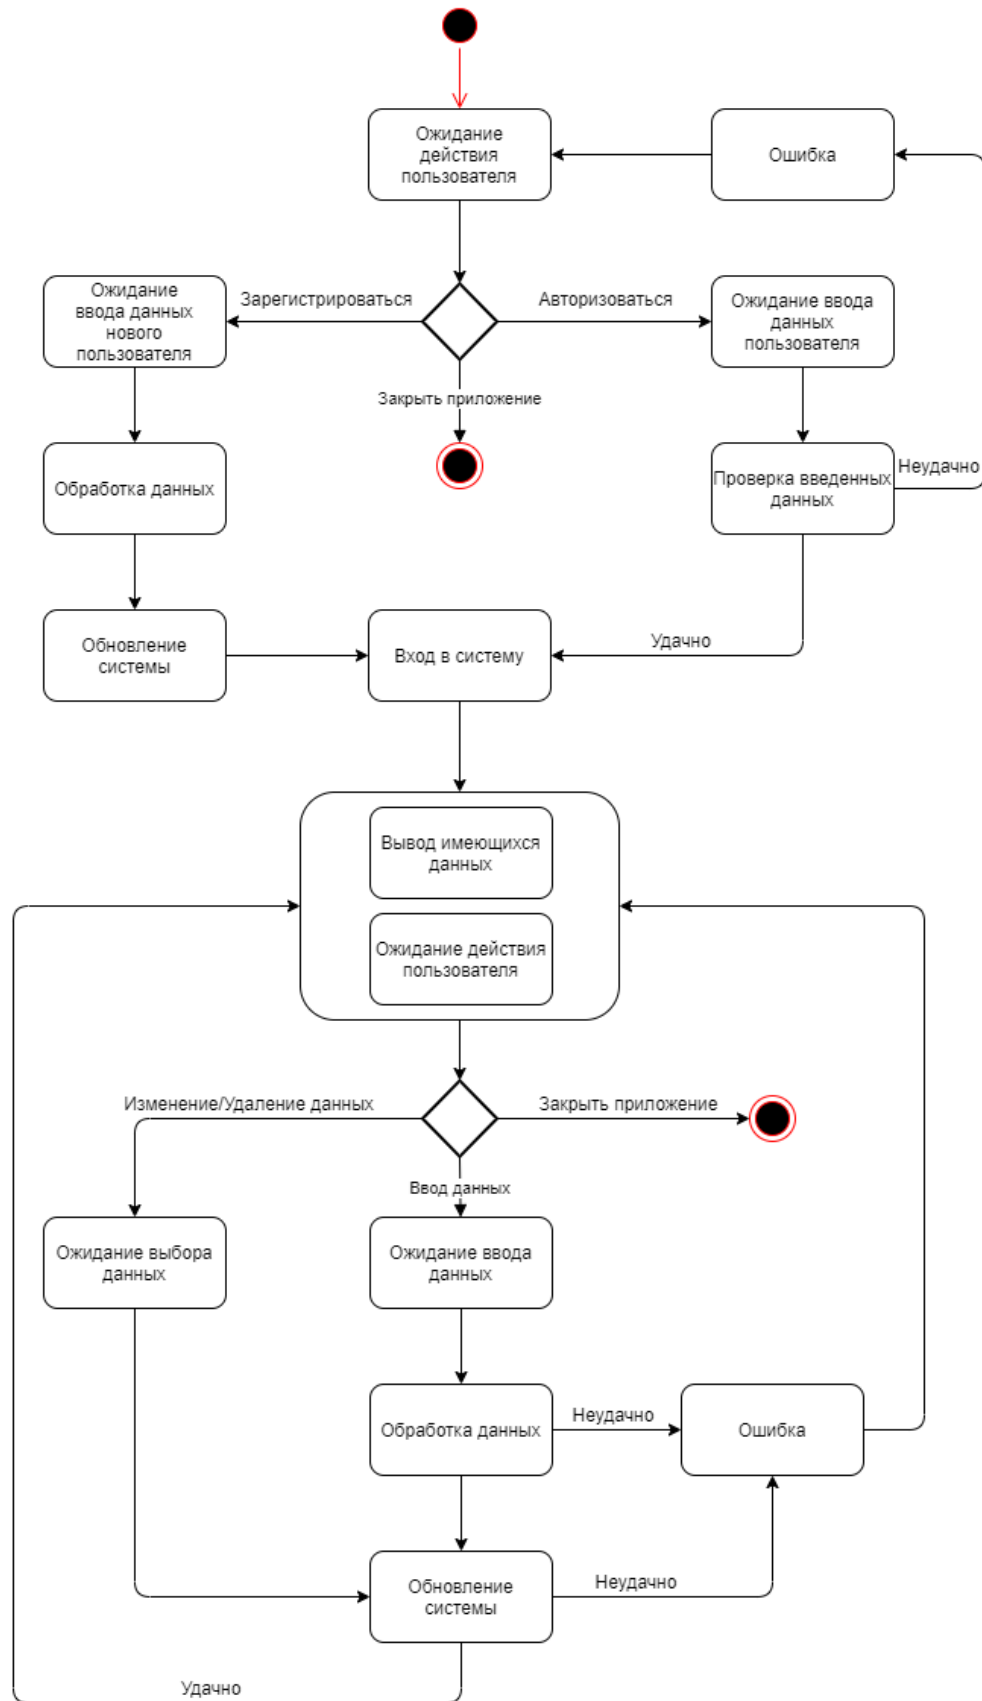 Ожидание
действия
пользователя
Ошибка
Ожидание
ввода данных
нового
пользователя
Зарегистрироваться
Авторизоваться
Ожидание ввода
данных
пользователя
Закрыть приложение
Обработка данных
Проверка введенных
данных
Неудачно
Обновление
системы
Вход в систему
Удачно
Вывод имеющихся
данных
Ожидание действия
пользователя
Изменение/Удаление данных
Закрыть приложение
Ввод данных
Ожидание выбора
данных
Ожидание ввода
данных
Обработка данных
Неудачно
Ошибка
Обновление
системы
Неудачно
Удачно